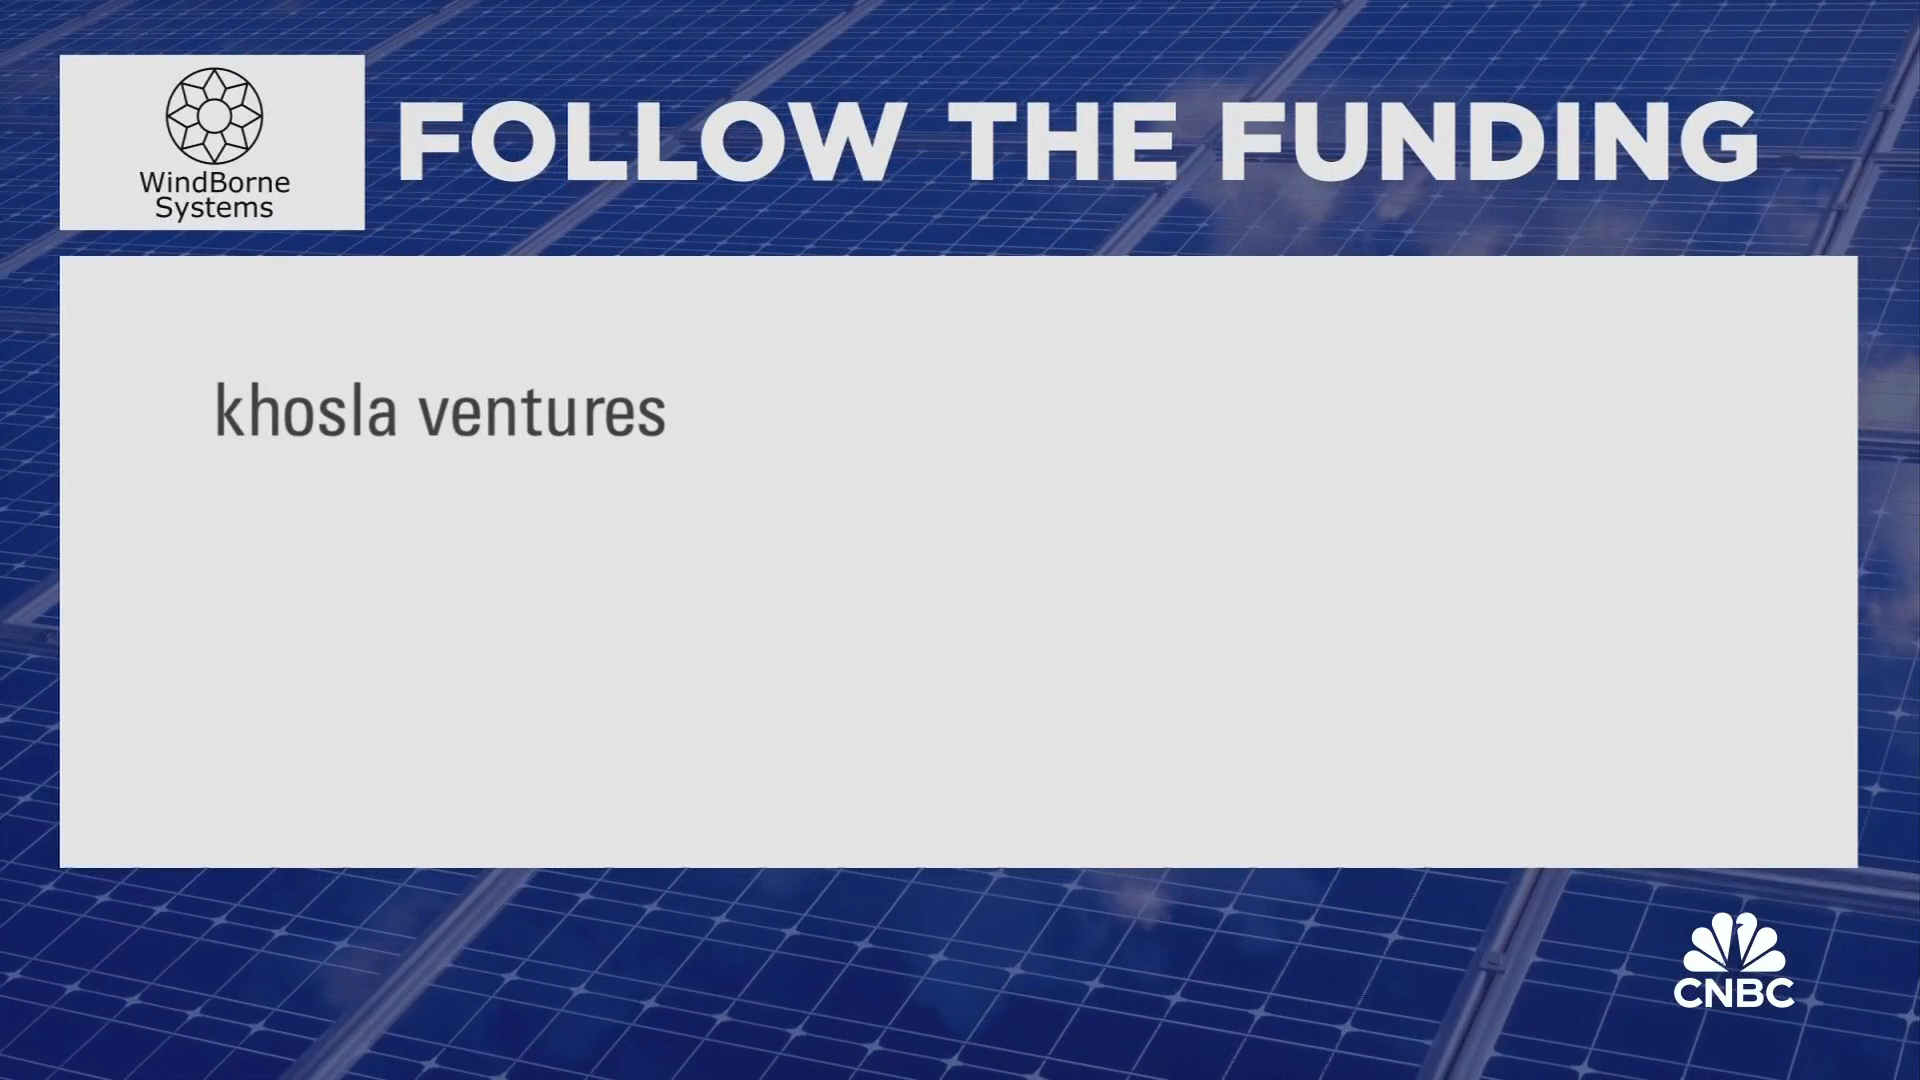 WindBorne
Systems
FOLLOW THE FUNDING
khosla ventures
CNBC